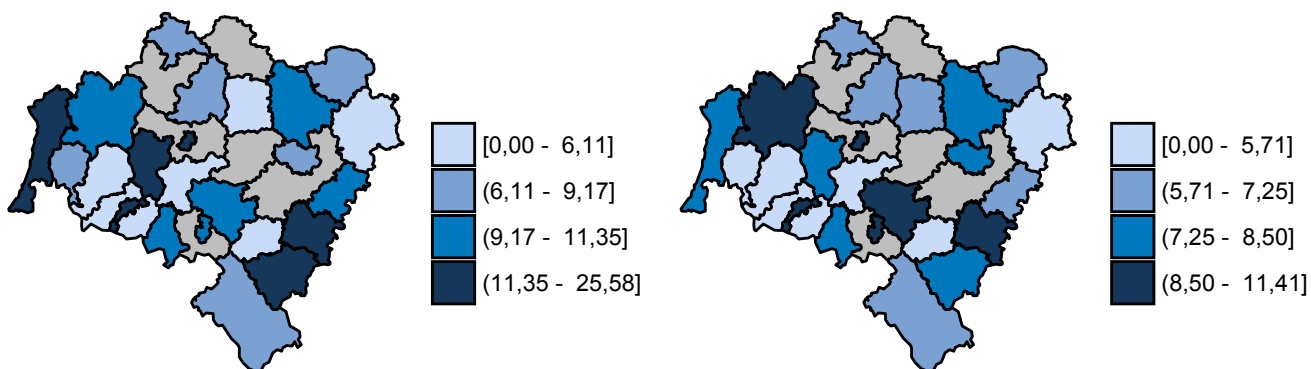 [0,00 - 6,11]
(6,11 - 9,17]
(9,17 - 11,35]
(11,35 - 25,58]
[0,00 - 5,71]
(5,71 - 7,25]
(7,25 - 8,50]
(8,50 - 11,41]